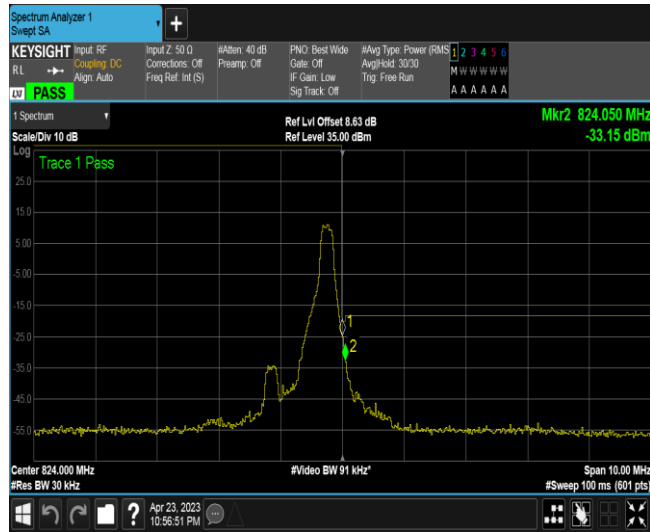 Spectrum Analyzer 1
Swept SA
+
KEYSIGHT Input: RF Input Z: 50 Ω #Atten: 40 dB PNO: Best Wide #Avg Type: Power (RMS 1 2 3 4 5 6
RL Coupling: DC Corrections: Off Preamp: Off Gate: Off Avg|Hold: 30/30 M W W W W W
Align: Auto Freq Ref: Int (S) IF Gain: Low Trig: Free Run
LXI PASS Sig Track: Off A A A A A A
1 Spectrum Ref Lvl Offset 8.63 dB Mkr2 824.050 MHz
Scale/Div 10 dB Ref Level 35.00 dBm -33.15 dBm
Log
Trace 1 Pass
25.0
15.0
5.00
-5.00
-15.0
1
-25.0
2
-35.0
-45.0
-55.0
Center 824.000 MHz #Video BW 91 kHz* Span 10.00 MHz
#Res BW 30 kHz #Sweep 100 ms (601 pts)
? Apr 23, 2023
10:56:51 PM